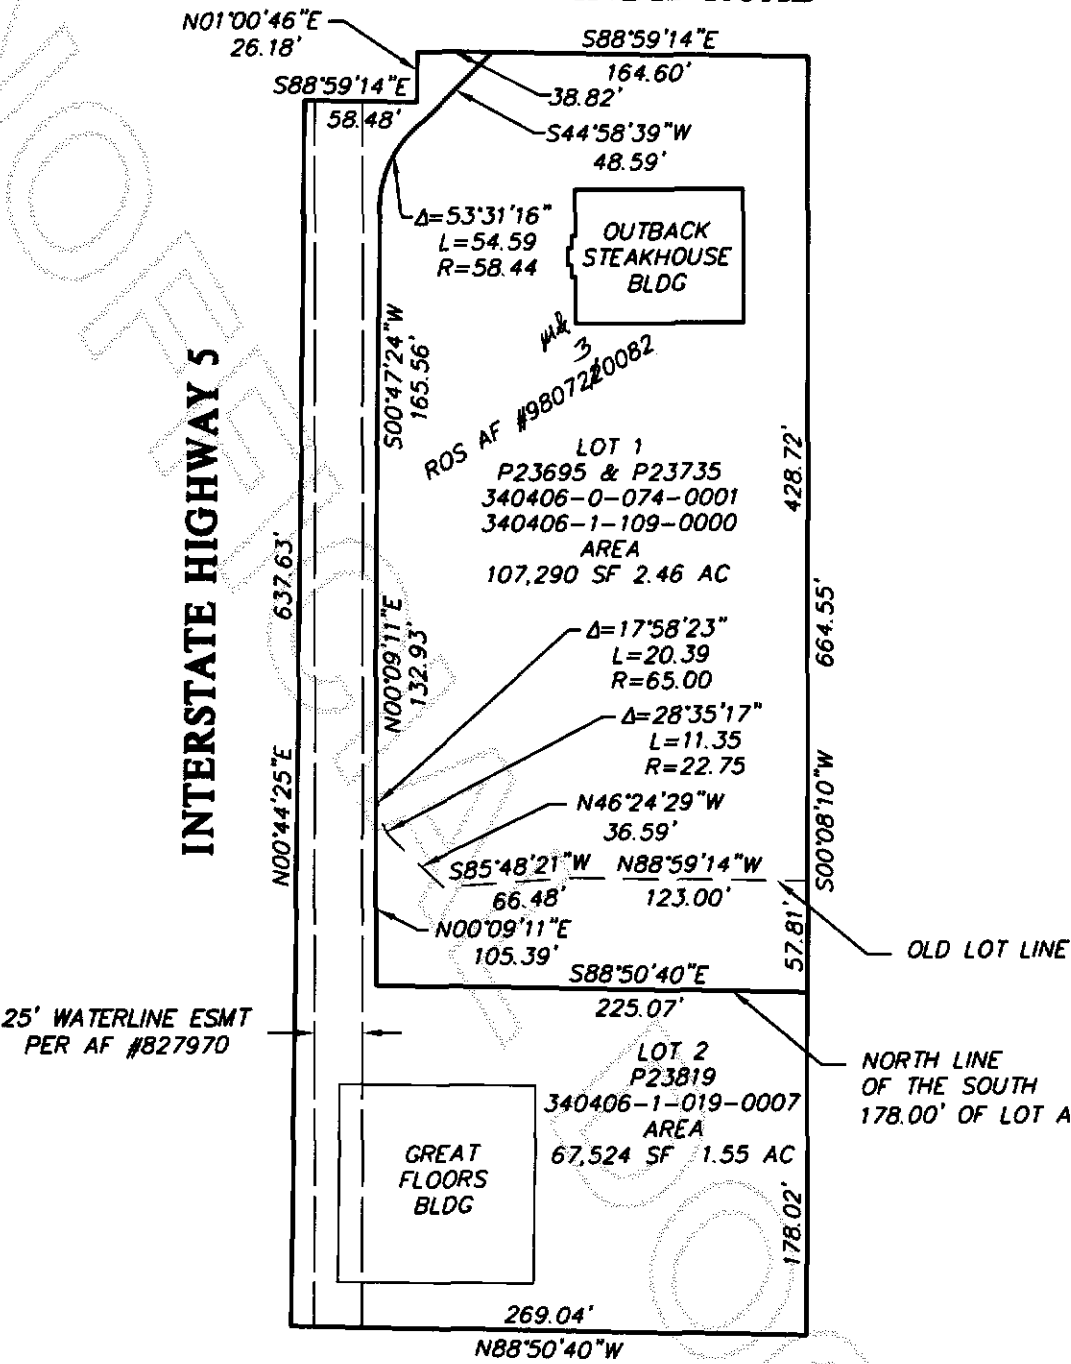 N01°00'46"E
26.18'
S88°59'14"E
164.60'
S88°59'14"E
58.48'
38.82'
S44°58'39"W
48.59'
Δ=53°31'16"
L=54.59
R=58.44
OUTBACK
STEAKHOUSE
BLDG
S00°47'24"W
165.56'
3
ROS AF #9807220082
INTERSTATE HIGHWAY 5
LOT 1
P23695 & P23735
340406-0-074-0001
340406-1-109-0000
AREA
107,290 SF 2.46 AC
428.72'
637.63'
N00°44'25"E
N00°09'11"E
132.93'
664.55'
S00°08'10"W
Δ=17°58'23"
L=20.39
R=65.00
Δ=28°35'17"
L=11.35
R=22.75
N46°24'29"W
36.59'
S85°48'21"W
66.48'
N88°59'14"W
123.00'
57.81'
OLD LOT LINE
N00°09'11"E
105.39'
S88°50'40"E
225.07'
25' WATERLINE ESMT
PER AF #827970
NORTH LINE
OF THE SOUTH
178.00' OF LOT A
LOT 2
P23819
340406-1-019-0007
AREA
67,524 SF 1.55 AC
GREAT
FLOORS
BLDG
178.02'
269.04'
N88°50'40"W
UNOFFICIAL DO